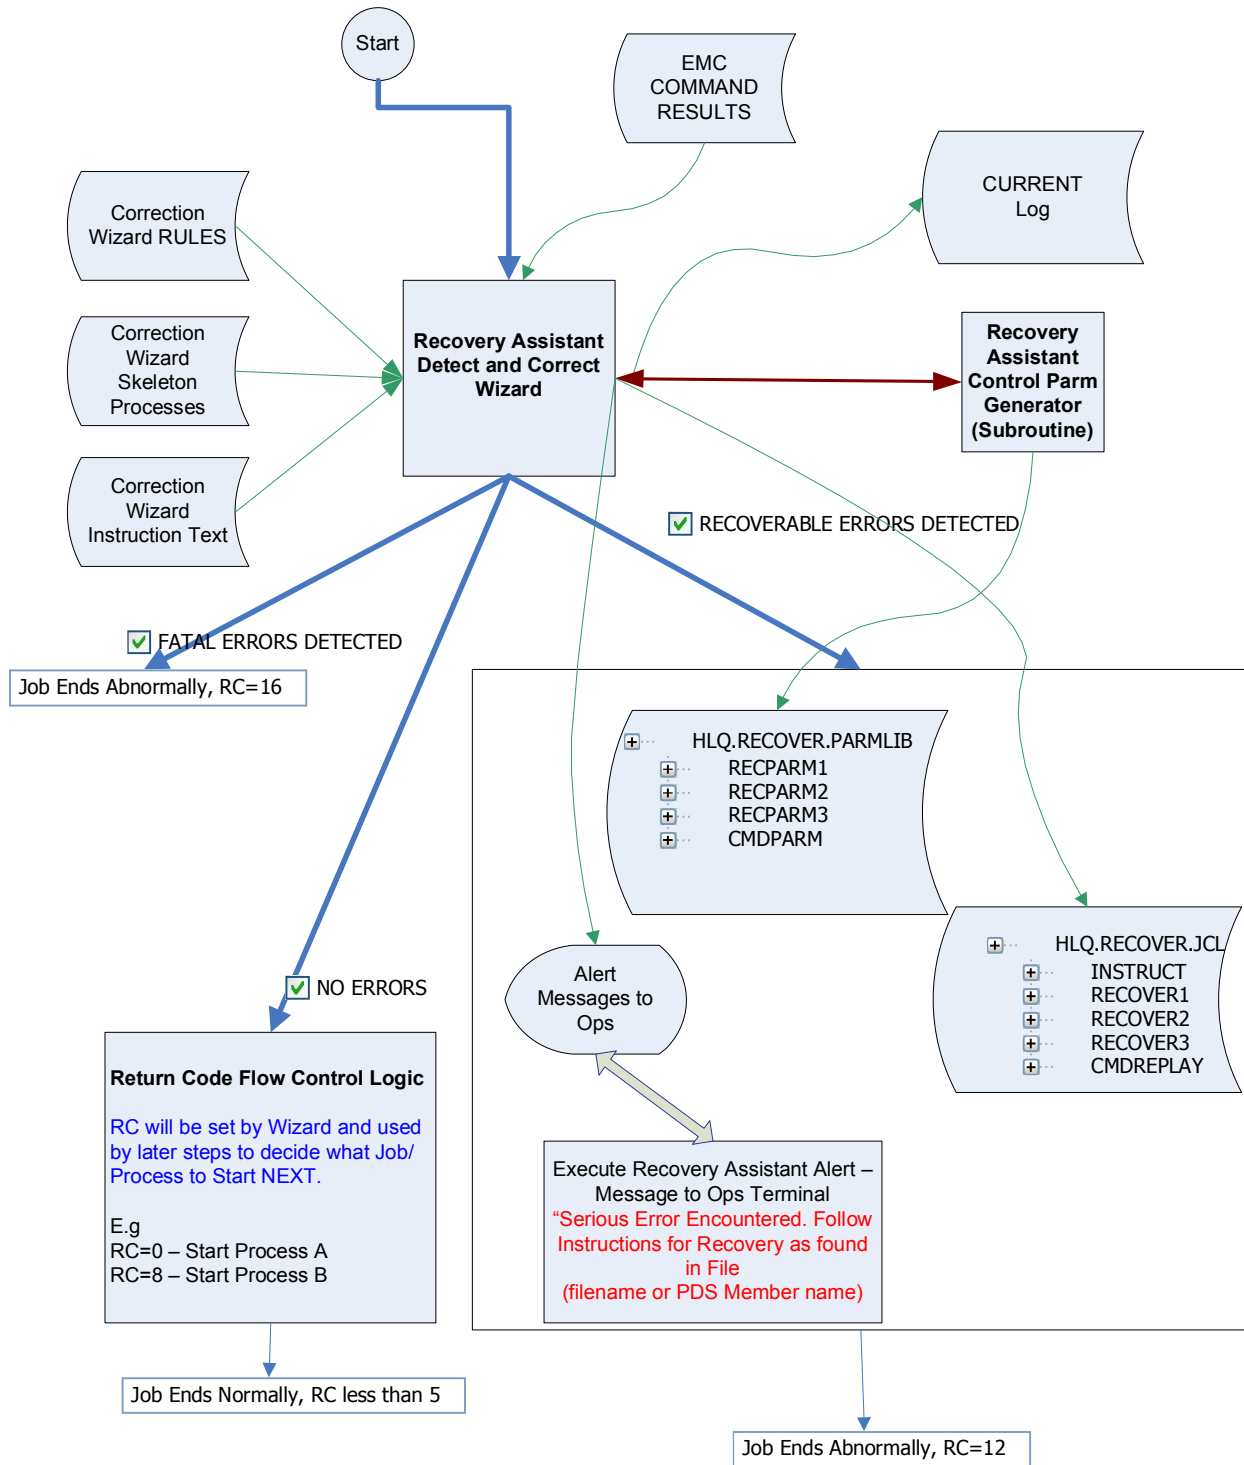 Start
EMC
COMMAND
RESULTS
CURRENT
Log
Correction
Wizard RULES
Correction
Wizard
Skeleton
Processes
Correction
Wizard
Instruction Text
Recovery Assistant
Detect and Correct
Wizard
Recovery
Assistant
Control Parm
Generator
(Subroutine)
RECOVERABLE ERRORS DETECTED
FATAL ERRORS DETECTED
Job Ends Abnormally, RC=16
HLQ.RECOVER.PARMLIB
RECPARM1
RECPARM2
RECPARM3
CMDPARM
HLQ.RECOVER.JCL
INSTRUCT
RECOVER1
RECOVER2
RECOVER3
CMDREPLAY
Alert
Messages to
Ops
NO ERRORS
Return Code Flow Control Logic
RC will be set by Wizard and used
by later steps to decide what Job/
Process to Start NEXT.
E.g
RC=0 – Start Process A
RC=8 – Start Process B
Execute Recovery Assistant Alert –
Message to Ops Terminal
“Serious Error Encountered. Follow
Instructions for Recovery as found
in File
(filename or PDS Member name)
Job Ends Normally, RC less than 5
Job Ends Abnormally, RC=12